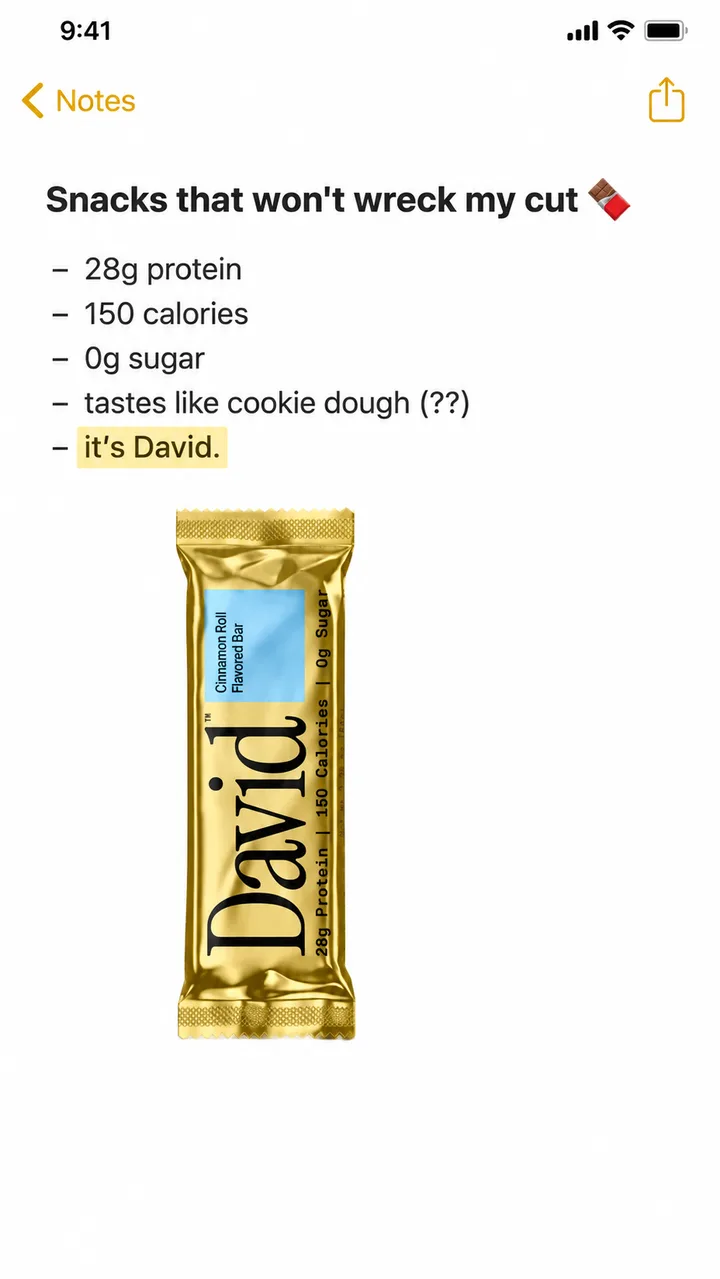 9:41
Notes
Snacks that won't wreck my cut 🍫
– 28g protein
– 150 calories
– 0g sugar
– tastes like cookie dough (??)
– it’s David.
Cinnamon Roll
Flavored Bar
David™
28g Protein | 150 Calories | 0g Sugar